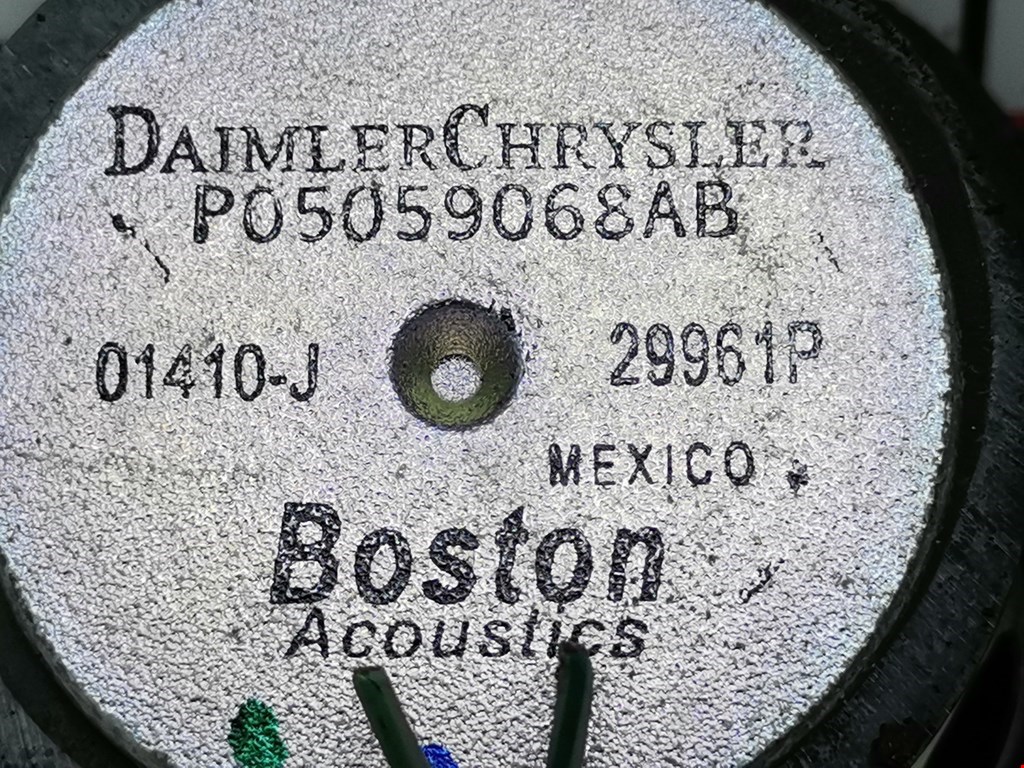 DAIMLERCHRYSLER
P05059068AB
01410-J 29961P
MEXICO
Boston
Acoustics